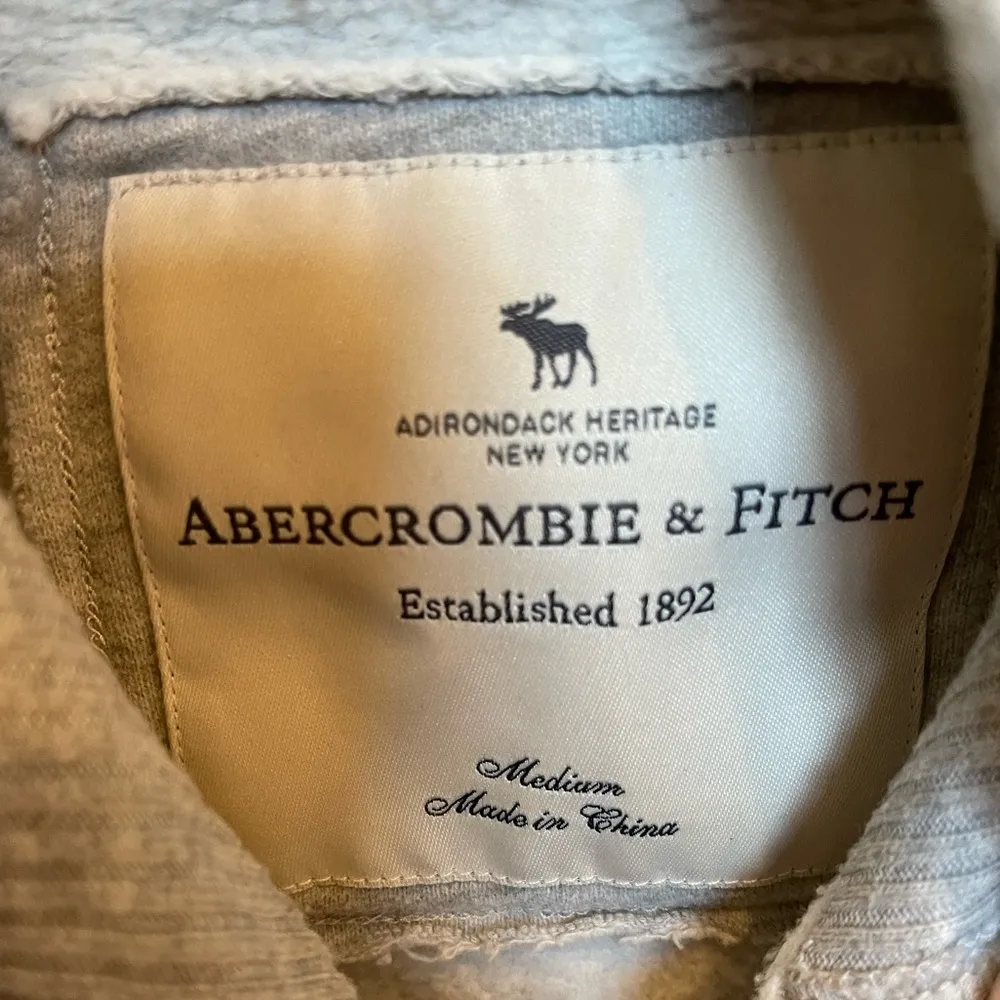 ADIRONDACK HERITAGE
NEW YORK
ABERCROMBIE & FITCH
Established 1892
Medium
Made in China